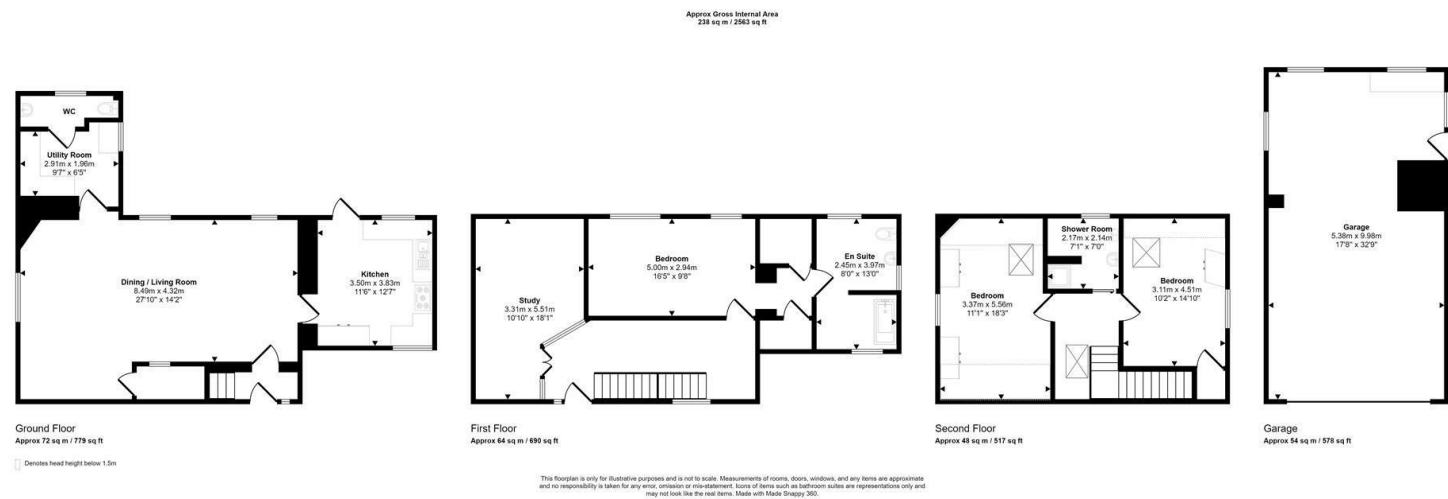 Approx Gross Internal Area
238 sq m / 2563 sq ft
WC
Utility Room
2.91m x 1.96m
9'7" x 6'5"
Dining / Living Room
8.49m x 4.32m
27'10" x 14'2"
Kitchen
3.50m x 3.83m
11'6" x 12'7"
Ground Floor
Approx 72 sq m / 779 sq ft
Denotes head height below 1.5m
Study
3.31m x 5.51m
10'10" x 18'1"
Bedroom
5.00m x 2.94m
16'5" x 9'8"
En Suite
2.45m x 3.97m
8'0" x 13'0"
First Floor
Approx 64 sq m / 690 sq ft
Bedroom
3.37m x 5.56m
11'1" x 18'3"
Shower Room
2.17m x 2.14m
7'1" x 7'0"
Bedroom
3.11m x 4.51m
10'2" x 14'10"
Second Floor
Approx 48 sq m / 517 sq ft
Garage
5.38m x 9.98m
17'8" x 32'9"
Garage
Approx 54 sq m / 578 sq ft
This floorplan is only for illustrative purposes and is not to scale. Measurements of rooms, doors, windows, and any items are approximate
and no responsibility is taken for any error, omission or mis-statement. Icons of items such as bathroom suites are representations only and
may not look like the real items. Made with Made Snappy 360.